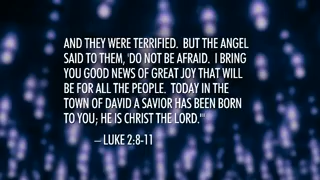 AND THEY WERE TERRIFIED.  BUT THE ANGEL
SAID TO THEM, 'DO NOT BE AFRAID.  I BRING
YOU GOOD NEWS OF GREAT JOY THAT WILL
BE FOR ALL THE PEOPLE.  TODAY IN THE
TOWN OF DAVID A SAVIOR HAS BEEN BORN
TO YOU; HE IS CHRIST THE LORD.'"
– LUKE 2:8-11